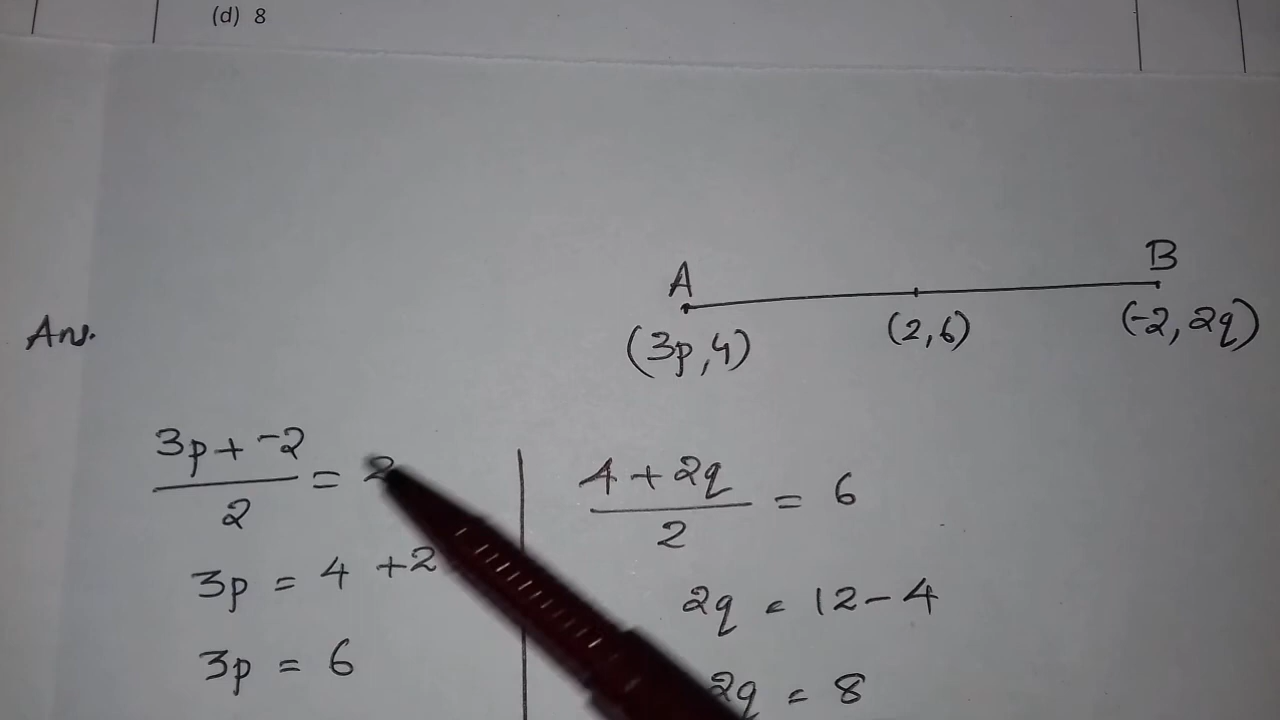 (d) 8
A B
(3p,4) (2,6) (-2, 2q)
Ans.
3p + -2
2
= 2
3p = 4 +2
3p = 6
4 + 2q
2
= 6
2q = 12 - 4
2q = 8